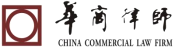 華商律師
CHINA COMMERCIAL LAW FIRM